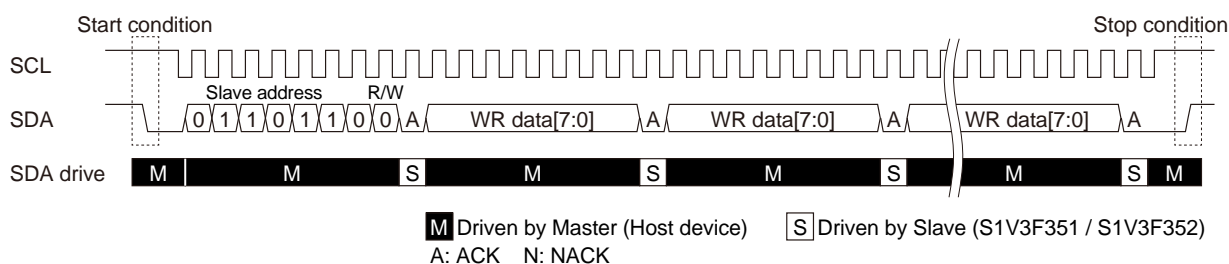 Start condition Stop condition
SCL
Slave address R/W
SDA 0 1 1 0 1 1 0 0 A WR data[7:0] A WR data[7:0] A WR data[7:0] A
SDA drive M M S M S M S M S M
M Driven by Master (Host device) S Driven by Slave (S1V3F351 / S1V3F352)
A: ACK N: NACK